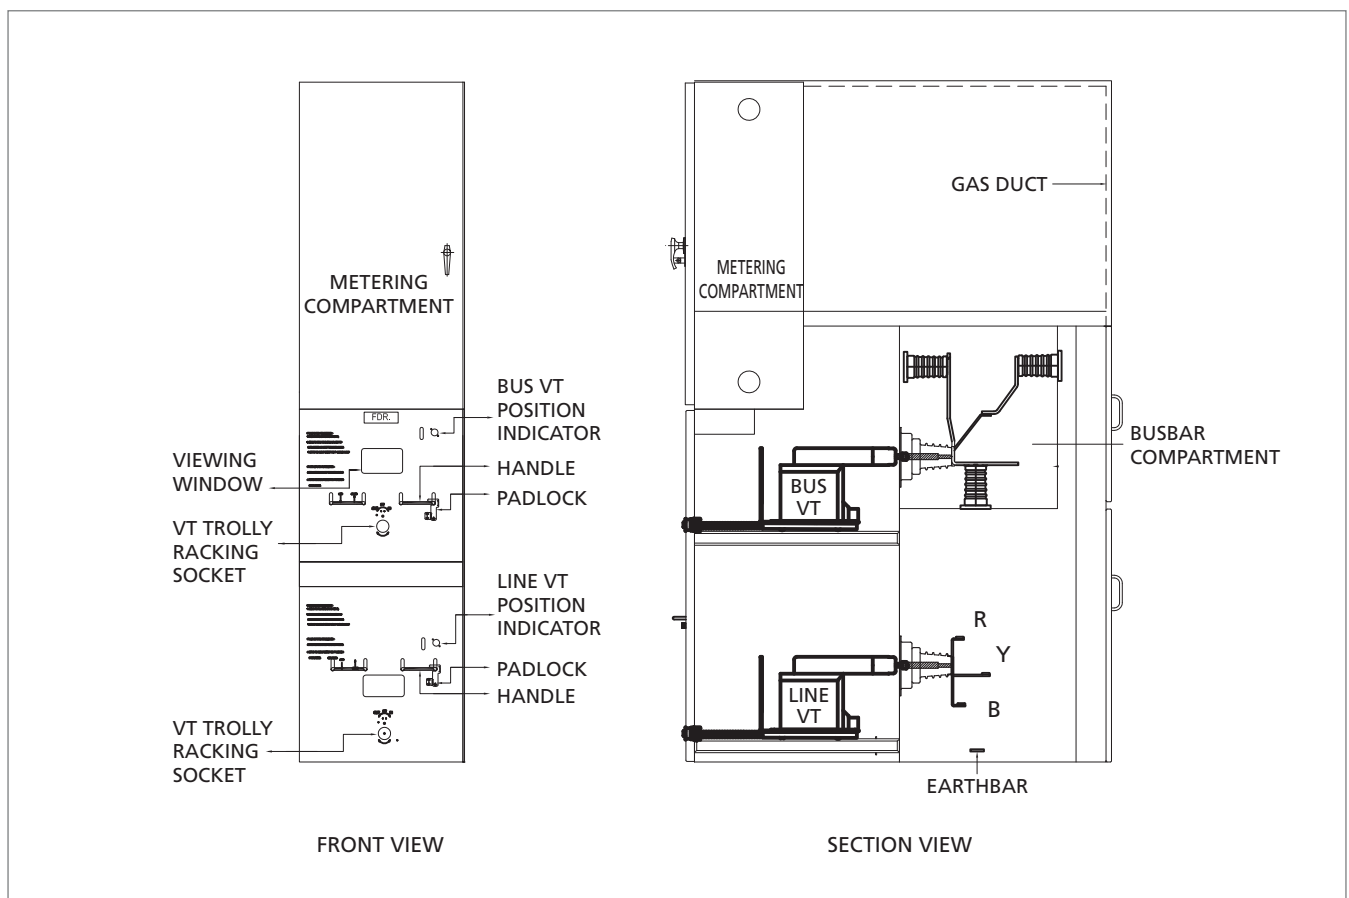 METERING
COMPARTMENT
FDR.
BUS VT
POSITION
INDICATOR
HANDLE
PADLOCK
VIEWING
WINDOW
VT TROLLY
RACKING
SOCKET
LINE VT
POSITION
INDICATOR
PADLOCK
HANDLE
VT TROLLY
RACKING
SOCKET
FRONT VIEW
GAS DUCT
METERING
COMPARTMENT
BUSBAR
COMPARTMENT
BUS
VT
LINE
VT
R
Y
B
EARTHBAR
SECTION VIEW